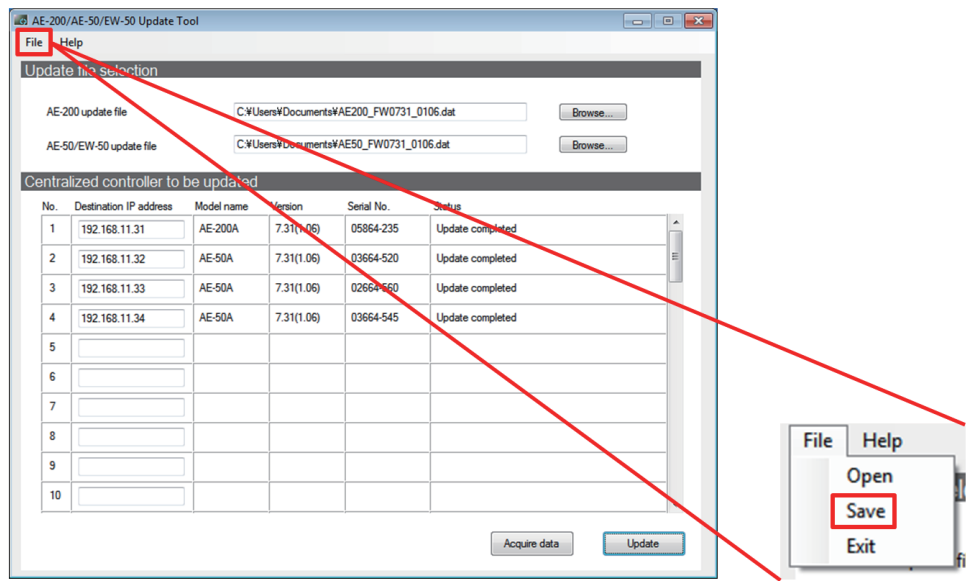 AE-200/AE-50/EW-50 Update Tool
File Help
Update file selection
AE-200 update file C:¥Users¥Documents¥AE200_FW0731_0106.dat Browse...
AE-50/EW-50 update file C:¥Users¥Documents¥AE50_FW0731_0106.dat Browse...
Centralized controller to be updated
No. Destination IP address Model name Version Serial No. Status
1 192.168.11.31 AE-200A 7.31(1.06) 05864-235 Update completed
2 192.168.11.32 AE-50A 7.31(1.06) 03664-520 Update completed
3 192.168.11.33 AE-50A 7.31(1.06) 02664-560 Update completed
4 192.168.11.34 AE-50A 7.31(1.06) 03664-545 Update completed
5
6
7
8
9
10
Acquire data Update
File Help
Open
Save
Exit